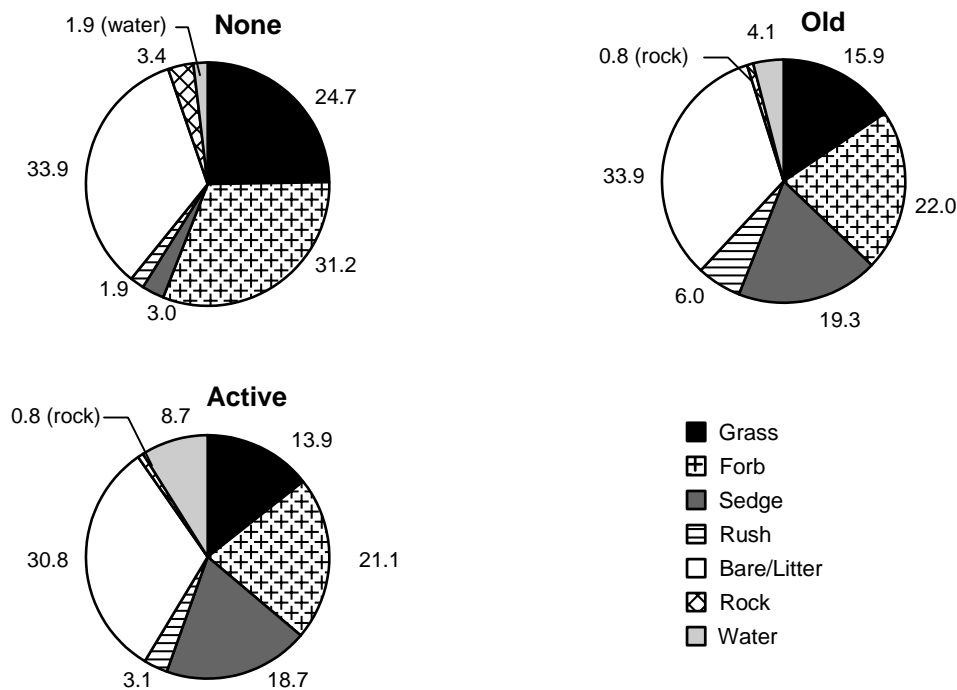 None
1.9 (water)
3.4
24.7
33.9
31.2
1.9
3.0
Old
4.1
0.8 (rock)
15.9
33.9
22.0
6.0
19.3
Active
0.8 (rock)
8.7
13.9
30.8
21.1
3.1
18.7
Grass
Forb
Sedge
Rush
Bare/Litter
Rock
Water